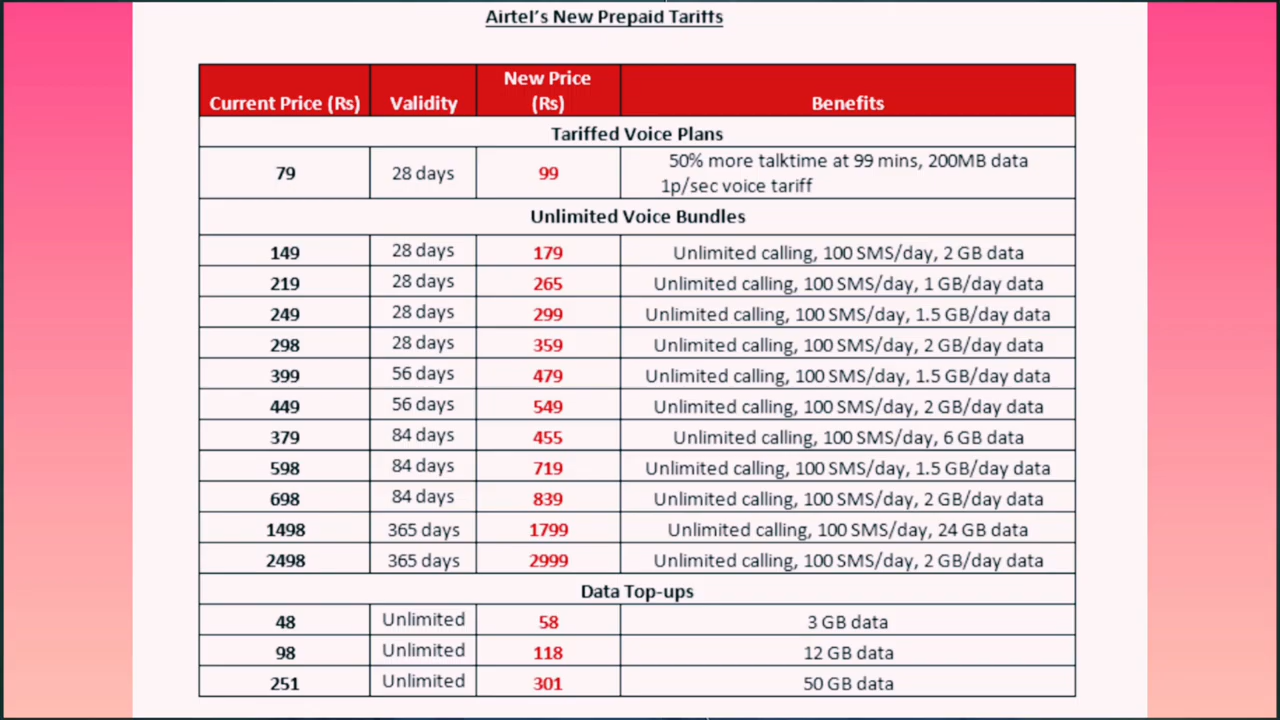 Airtel's New Prepaid Tariffs
Current Price (Rs) Validity New Price (Rs) Benefits
Tariffed Voice Plans
79 28 days 99 50% more talktime at 99 mins, 200MB data
1p/sec voice tariff
Unlimited Voice Bundles
149 28 days 179 Unlimited calling, 100 SMS/day, 2 GB data
219 28 days 265 Unlimited calling, 100 SMS/day, 1 GB/day data
249 28 days 299 Unlimited calling, 100 SMS/day, 1.5 GB/day data
298 28 days 359 Unlimited calling, 100 SMS/day, 2 GB/day data
399 56 days 479 Unlimited calling, 100 SMS/day, 1.5 GB/day data
449 56 days 549 Unlimited calling, 100 SMS/day, 2 GB/day data
379 84 days 455 Unlimited calling, 100 SMS/day, 6 GB data
598 84 days 719 Unlimited calling, 100 SMS/day, 1.5 GB/day data
698 84 days 839 Unlimited calling, 100 SMS/day, 2 GB/day data
1498 365 days 1799 Unlimited calling, 100 SMS/day, 24 GB data
2498 365 days 2999 Unlimited calling, 100 SMS/day, 2 GB/day data
Data Top-ups
48 Unlimited 58 3 GB data
98 Unlimited 118 12 GB data
251 Unlimited 301 50 GB data